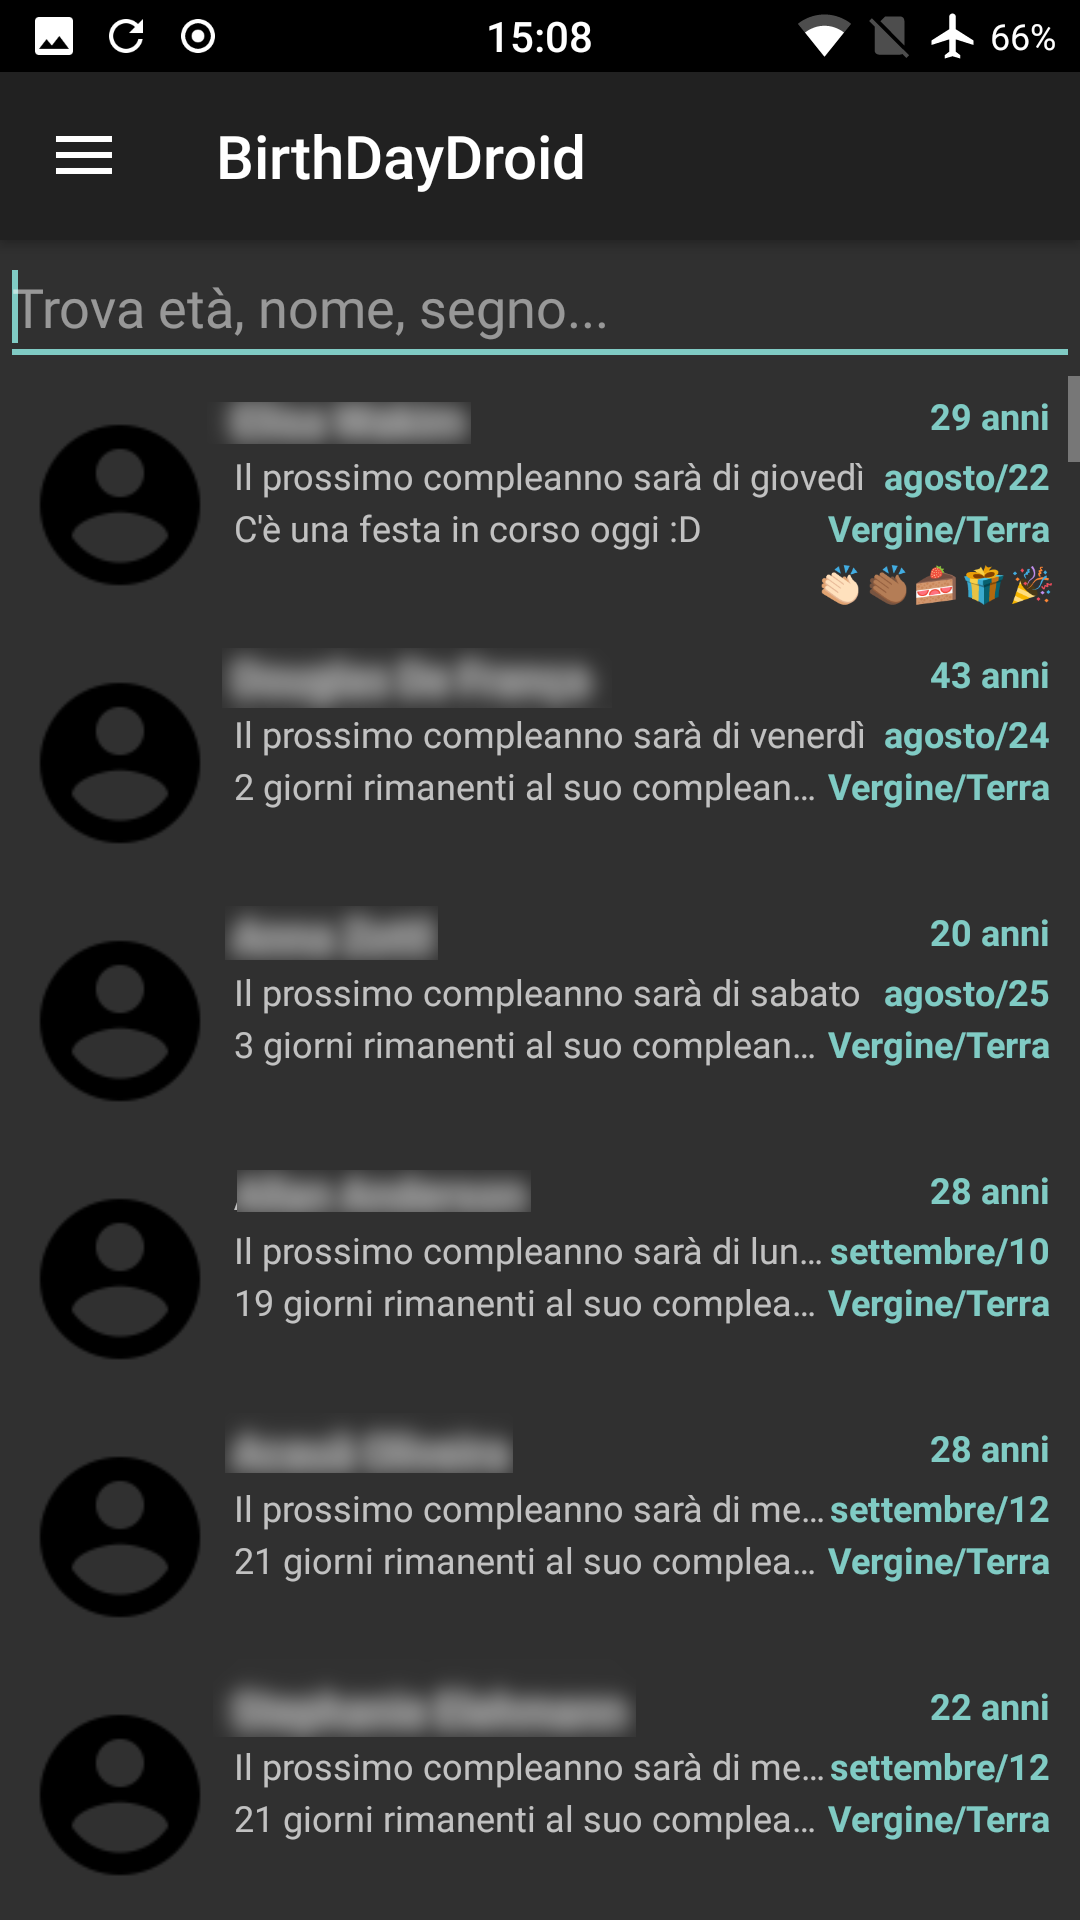 15:08
66%
BirthDayDroid
Trova età, nome, segno...
29 anni
Il prossimo compleanno sarà di giovedì agosto/22
C'è una festa in corso oggi :D Vergine/Terra
👏🏻👏🏾🍰🎁🎉
43 anni
Il prossimo compleanno sarà di venerdì agosto/24
2 giorni rimanenti al suo complean... Vergine/Terra
20 anni
Il prossimo compleanno sarà di sabato agosto/25
3 giorni rimanenti al suo complean... Vergine/Terra
28 anni
Il prossimo compleanno sarà di lun... settembre/10
19 giorni rimanenti al suo complea... Vergine/Terra
28 anni
Il prossimo compleanno sarà di me... settembre/12
21 giorni rimanenti al suo complea... Vergine/Terra
22 anni
Il prossimo compleanno sarà di me... settembre/12
21 giorni rimanenti al suo complea... Vergine/Terra